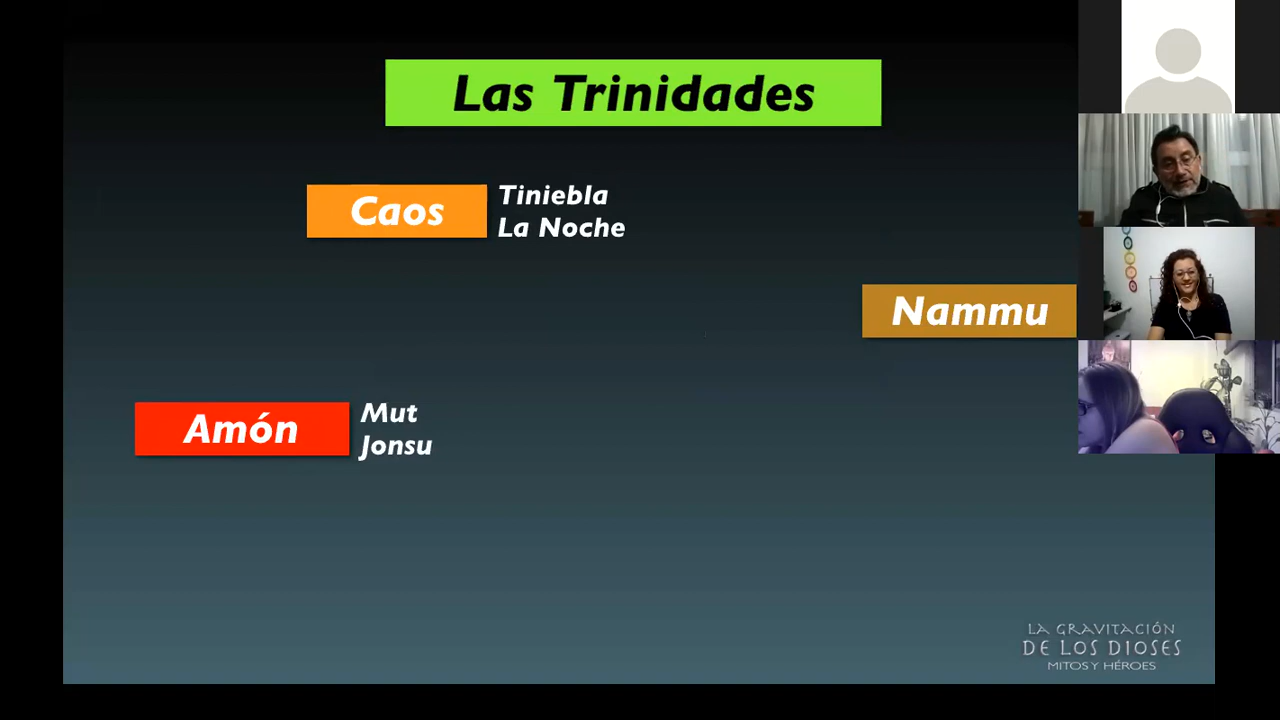 Las Trinidades
Caos
Tiniebla
La Noche
Nammu
Amón
Mut
Jonsu
LA GRAVITACIÓN
DE LOS DIOSES
MITOS Y HÉROES